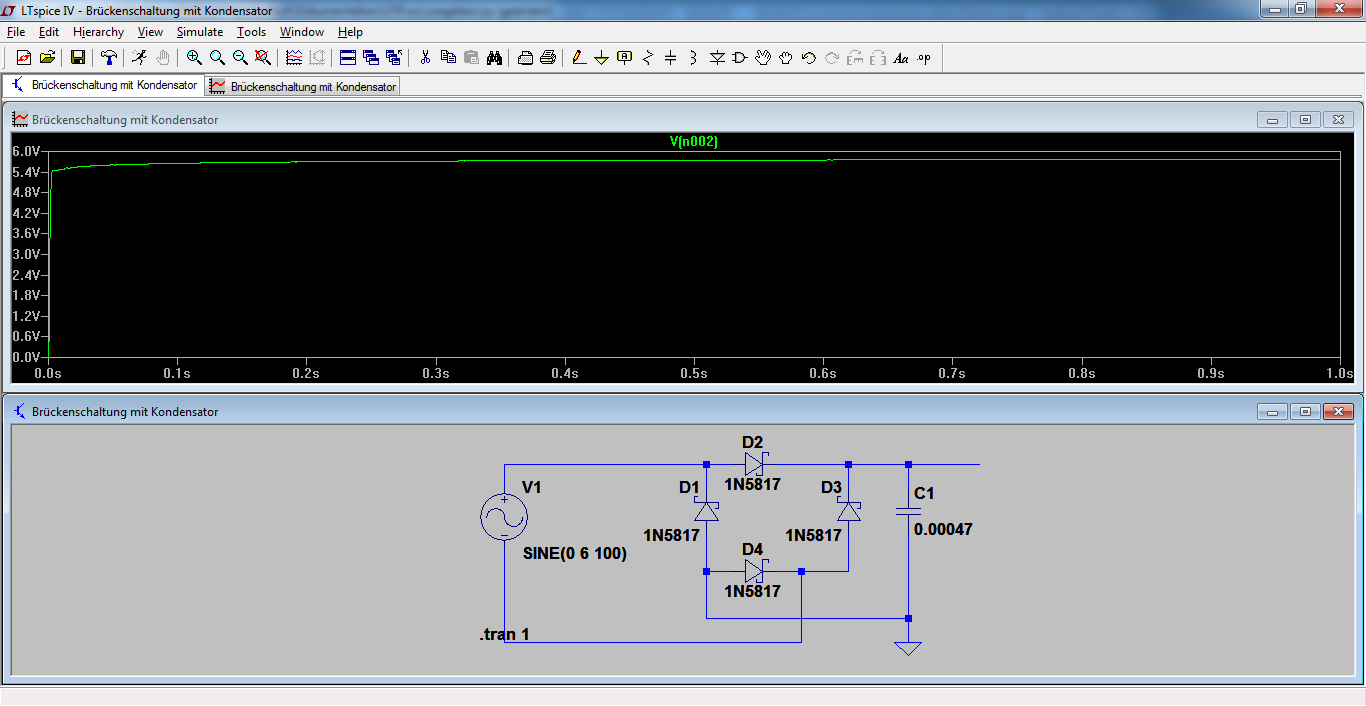 LTspice IV - Brückenschaltung mit Kondensator
File Edit Hierarchy View Simulate Tools Window Help
Aa .op
Brückenschaltung mit Kondensator Brückenschaltung mit Kondensator
Brückenschaltung mit Kondensator
V(n002)
6.0V
5.4V
4.8V
4.2V
3.6V
3.0V
2.4V
1.8V
1.2V
0.6V
0.0V
0.0s 0.1s 0.2s 0.3s 0.4s 0.5s 0.6s 0.7s 0.8s 0.9s 1.0s
Brückenschaltung mit Kondensator
D2
1N5817
V1
D1
D3
C1
1N5817
1N5817
0.00047
SINE(0 6 100)
D4
1N5817
.tran 1